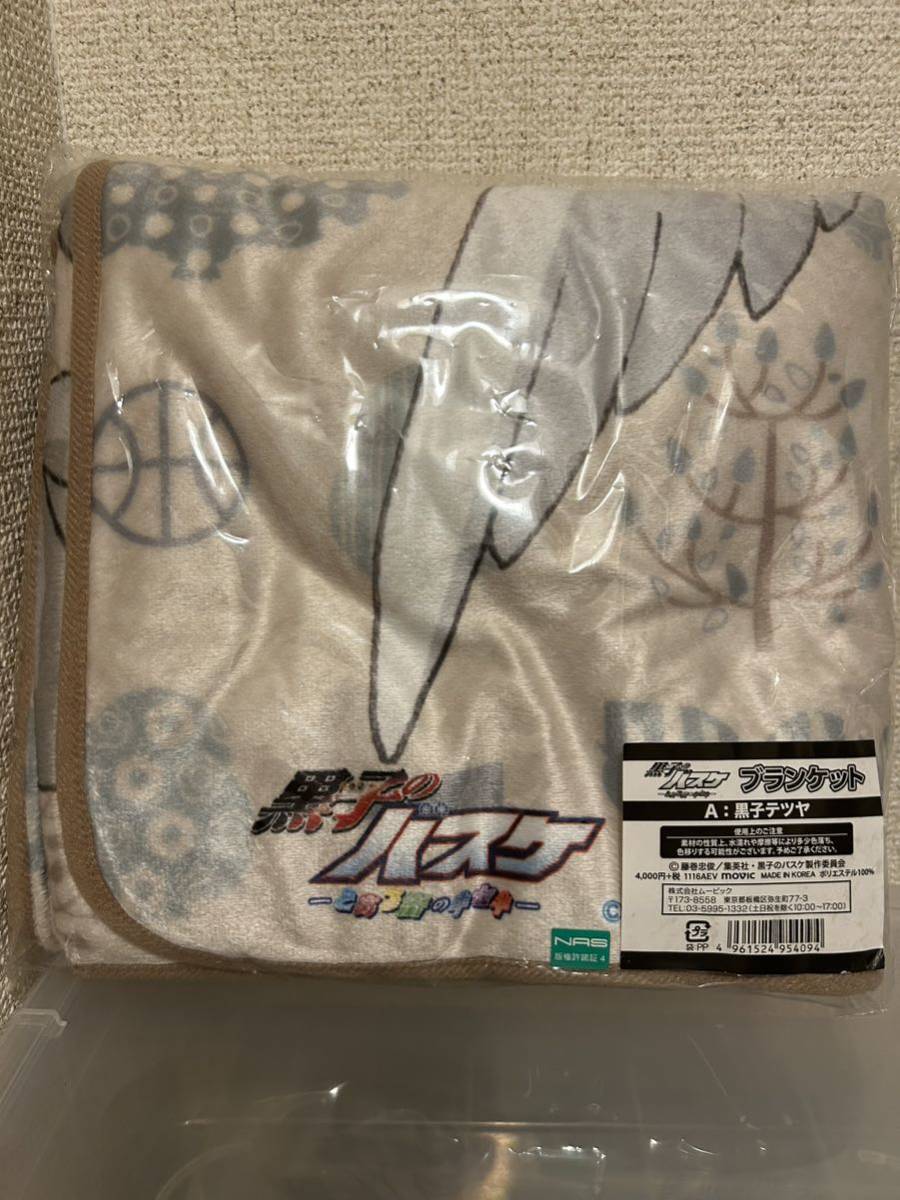 黒子の
バスケ
©
NAS
版権許諾証 4
黒子の
バスケ ブランケット
A:黒子テツヤ
使用上のご注意
素材の性質上、水濡れや摩擦等により多少色落ち、
色移りする可能性がございます。予めご了承ください。
© 藤巻忠俊/集英社・黒子のバスケ製作委員会
4,000円+税 1116AEV movic MADE IN KOREA ポリエステル100%
株式会社ムービック
〒173-8558 東京都板橋区弥生町77-3
TEL:03-5995-1332 (土日祝を除く10:00~17:00)
プラ
袋:PP
4 961524 954094